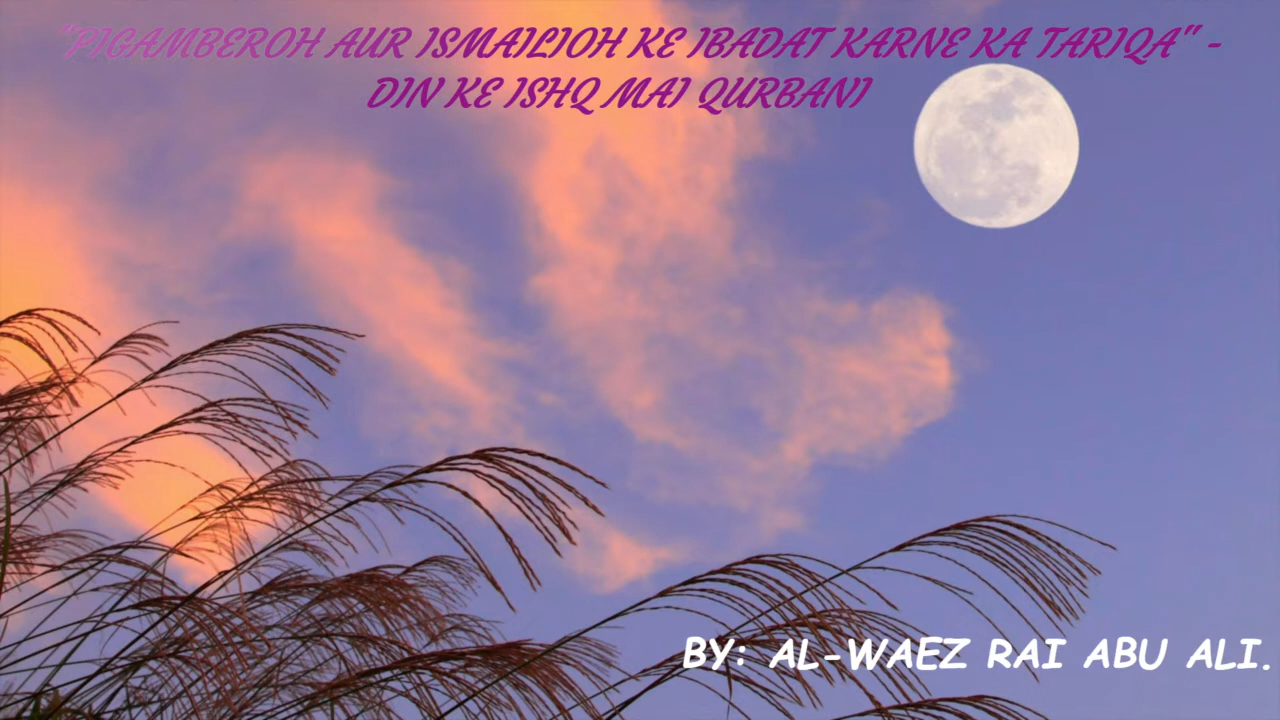 "PIGAMBEROH AUR ISMAILIOH KE IBADAT KARNE KA TARIQA" -
DIN KE ISHQ MAI QURBANI
BY: AL-WAEZ RAI ABU ALI.